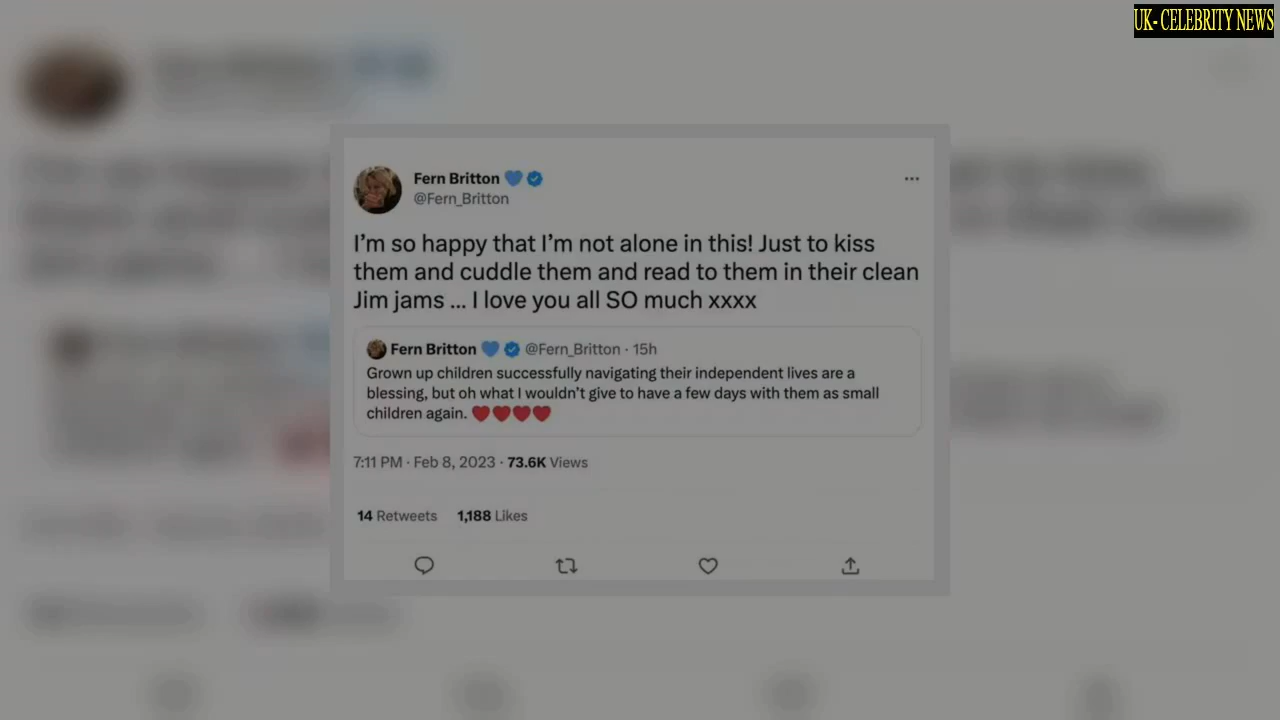 UK- CELEBRITY NEWS
Fern Britton 💙
@Fern_Britton
I'm so happy that I'm not alone in this! Just to kiss
them and cuddle them and read to them in their clean
Jim jams ... I love you all SO much xxxx
Fern Britton 💙 @Fern_Britton · 15h
Grown up children successfully navigating their independent lives are a
blessing, but oh what I wouldn't give to have a few days with them as small
children again. ❤️❤️❤️❤️
7:11 PM · Feb 8, 2023 · 73.6K Views
14 Retweets 1,188 Likes